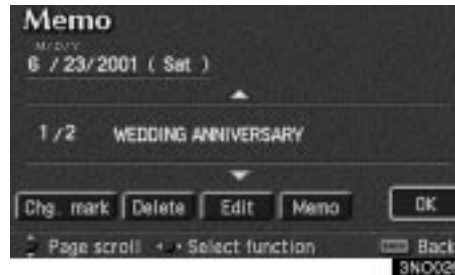 Memo
M/D/Y
6 / 23/ 2001 ( Sat )
1/2 WEDDING ANNIVERSARY
Chg. mark Delete Edit Memo OK
Page scroll Select function Back